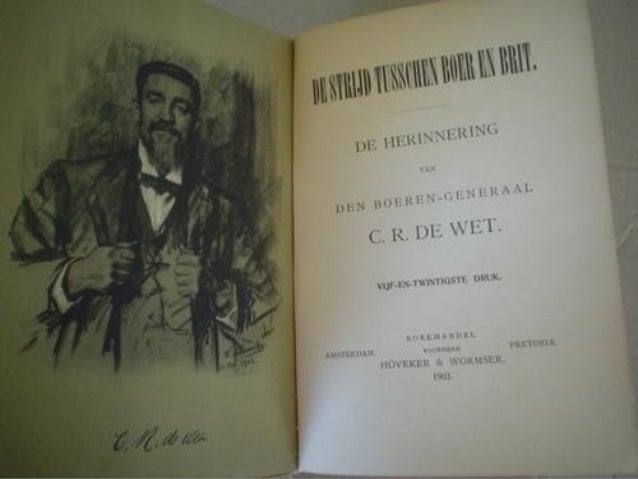 C. R. de Wet
DE STRIJD TUSSCHEN BOER EN BRIT.
DE HERINNERING
VAN
DEN BOEREN-GENERAAL
C. R. DE WET.
VIJF-EN-TWINTIGSTE DRUK.
BOEKHANDEL
AMSTERDAM. VOORHEEN PRETORIA.
HÖVEKER & WORMSER.
1903.